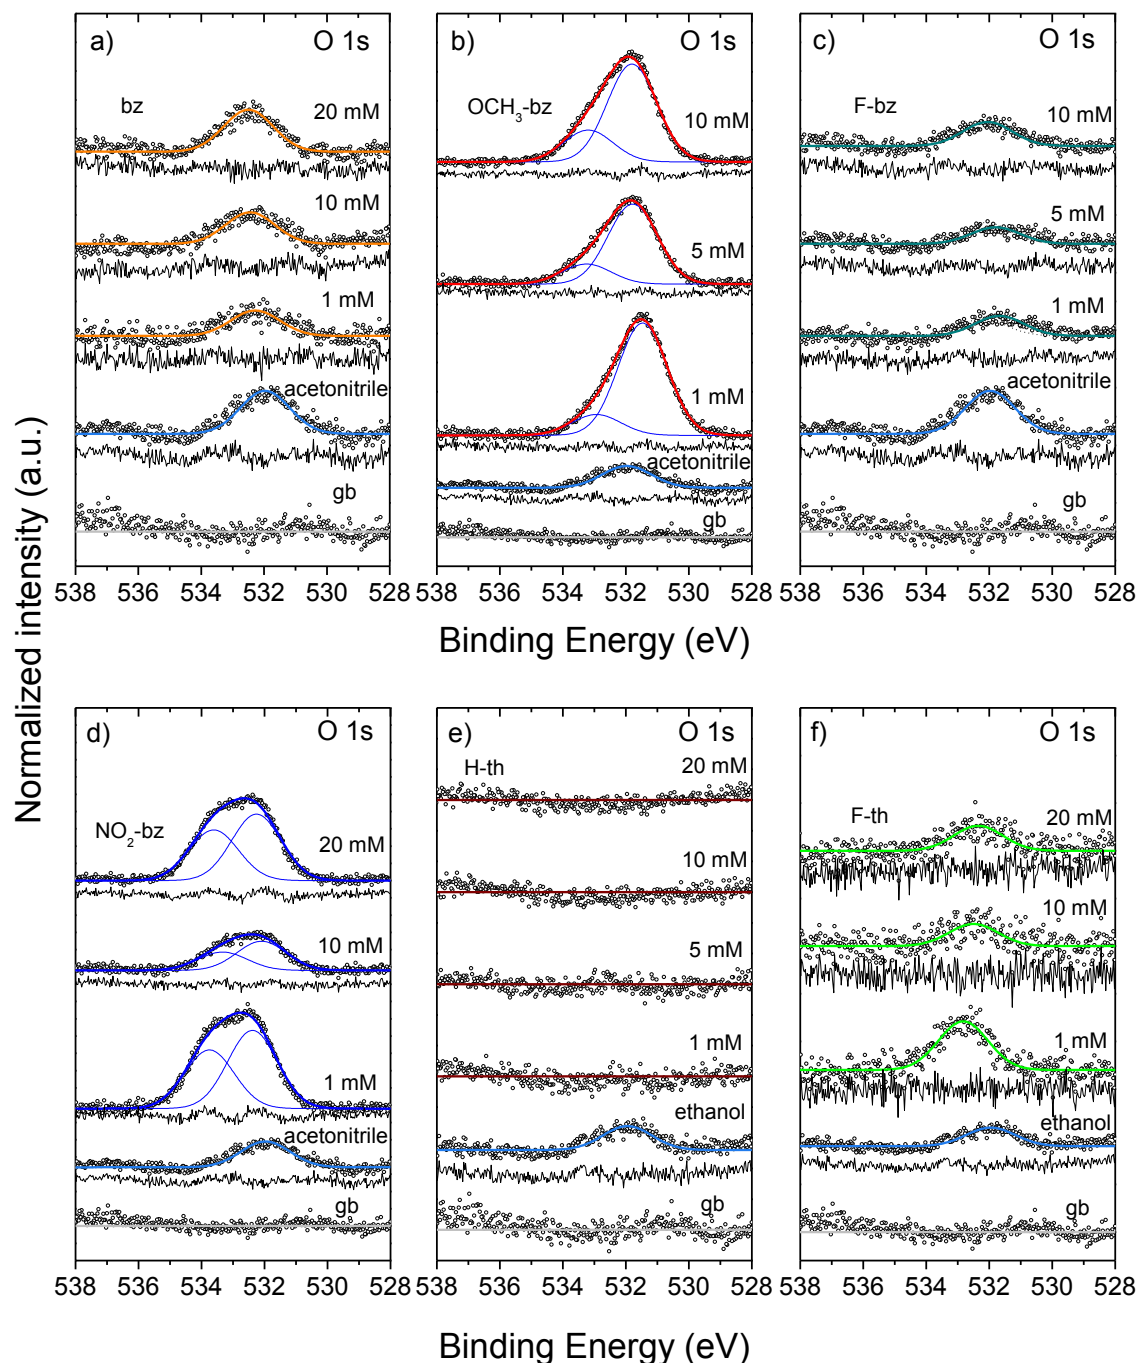 Normalized intensity (a.u.)
a) O 1s
bz
20 mM
10 mM
1 mM
acetonitrile
gb
538 536 534 532 530 528
b) O 1s
OCH₃-bz
10 mM
5 mM
1 mM
acetonitrile
gb
538 536 534 532 530 528
c) O 1s
F-bz
10 mM
5 mM
1 mM
acetonitrile
gb
538 536 534 532 530 528
Binding Energy (eV)
d) O 1s
NO₂-bz
20 mM
10 mM
1 mM
acetonitrile
gb
538 536 534 532 530 528
e) O 1s
H-th
20 mM
10 mM
5 mM
1 mM
ethanol
gb
538 536 534 532 530 528
f) O 1s
F-th
20 mM
10 mM
1 mM
ethanol
gb
538 536 534 532 530 528
Binding Energy (eV)